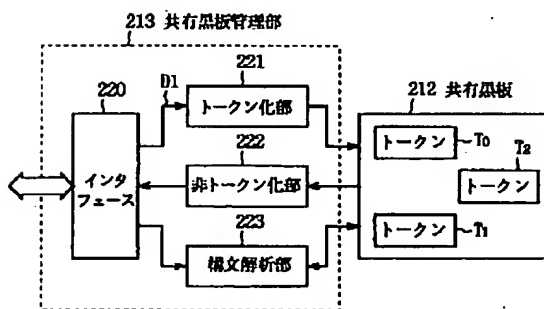 213 共有黒板管理部
220
D1
221
トークン化部
212 共有黒板
インタ
フェース
222
非トークン化部
223
構文解析部
トークン
T0
T2
トークン
トークン
T1